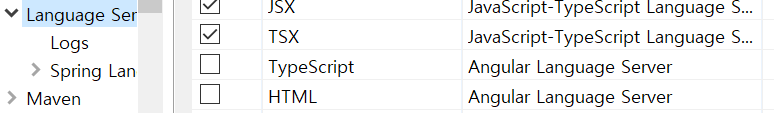 Language Ser
Logs
Spring Lan
Maven
JSX JavaScript-TypeScript Language S...
TSX JavaScript-TypeScript Language S...
TypeScript Angular Language Server
HTML Angular Language Server